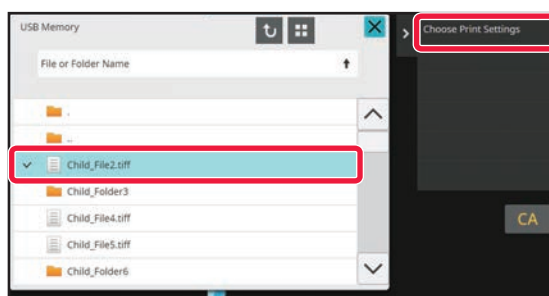 USB Memory
Choose Print Settings
File or Folder Name
.
..
Child_File2.tiff
Child_Folder3
Child_File4.tiff
Child_File5.tiff
Child_Folder6
CA